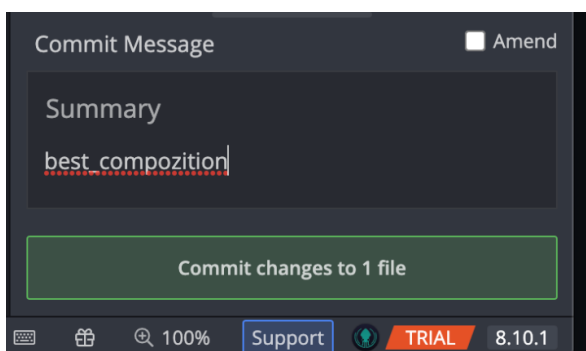 Commit Message
Amend
Summary
best_compozition
Commit changes to 1 file
100%
Support
TRIAL
8.10.1